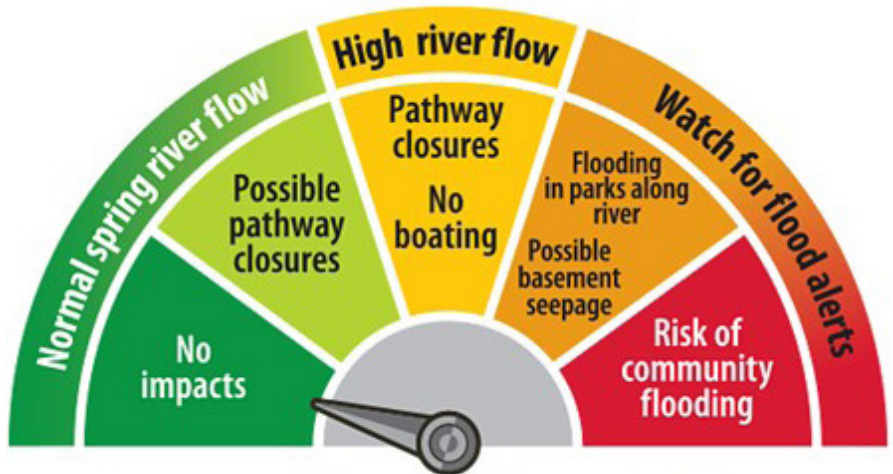 Normal spring river flow
High river flow
Watch for flood alerts
No
impacts
Possible
pathway
closures
Pathway
closures
No
boating
Flooding
in parks along
river
Possible
basement
seepage
Risk of
community
flooding